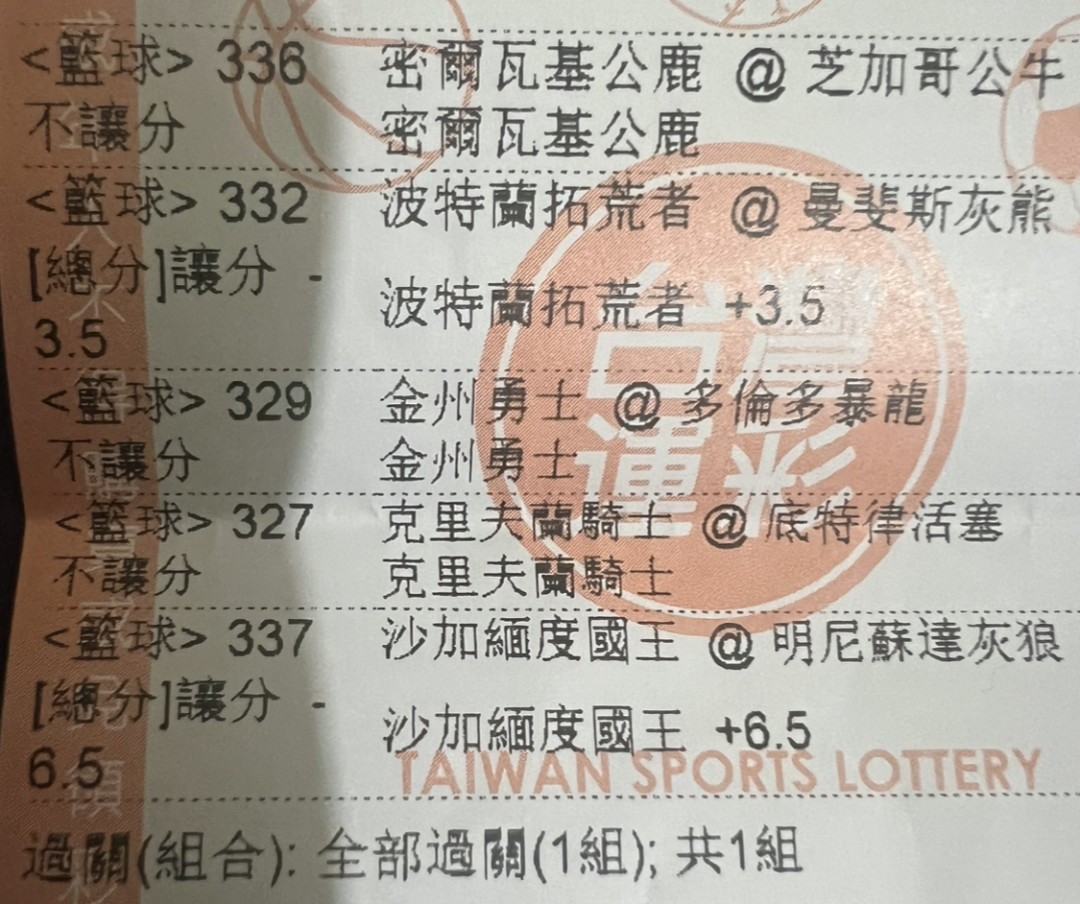 <籃球> 336 密爾瓦基公鹿 @ 芝加哥公牛
不讓分 密爾瓦基公鹿
<籃球> 332 波特蘭拓荒者 @ 曼斐斯灰熊
[總分]讓分 -
3.5 波特蘭拓荒者 +3.5
<籃球> 329 金州勇士 @ 多倫多暴龍
不讓分 金州勇士
<籃球> 327 克里夫蘭騎士 @ 底特律活塞
不讓分 克里夫蘭騎士
<籃球> 337 沙加緬度國王 @ 明尼蘇達灰狼
[總分]讓分 -
6.5 沙加緬度國王 +6.5
台灣
運彩
TAIWAN SPORTS LOTTERY
過關(組合): 全部過關(1組); 共1組